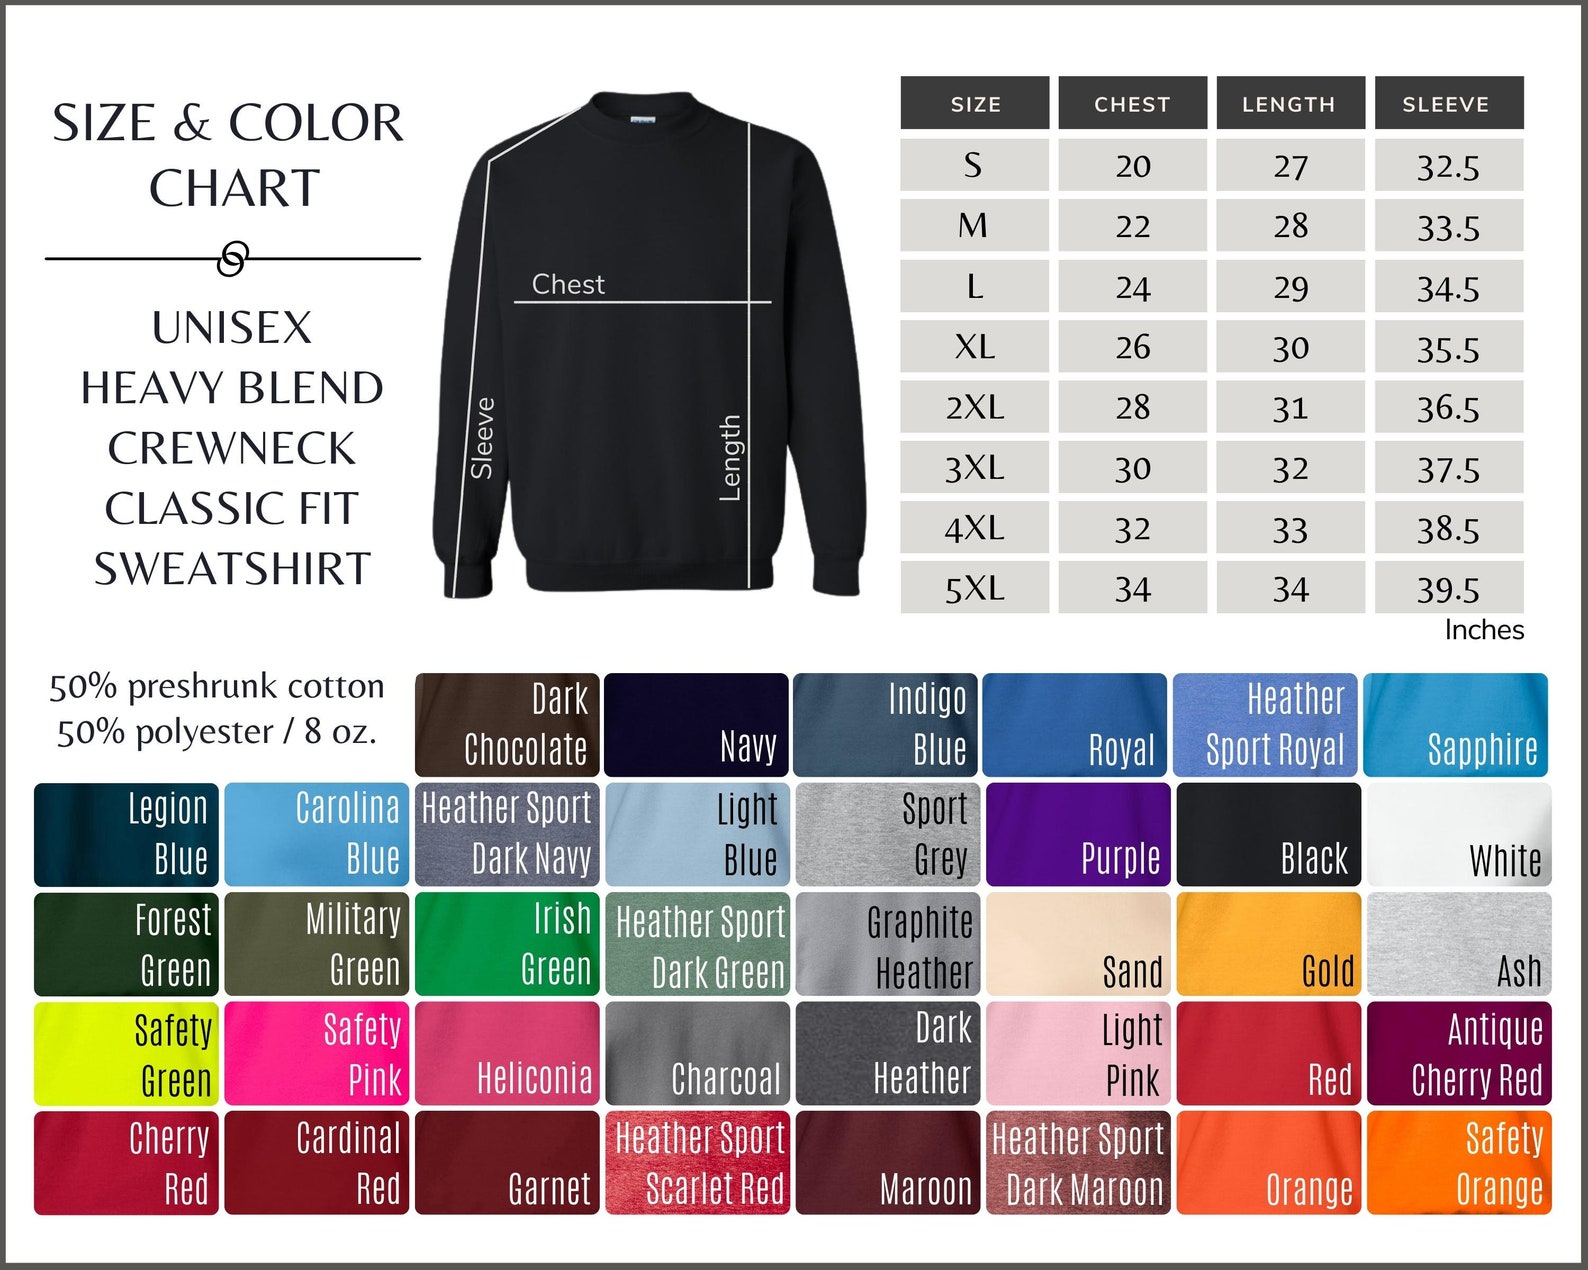 SIZE & COLOR
CHART
UNISEX
HEAVY BLEND
CREWNECK
CLASSIC FIT
SWEATSHIRT
50% preshrunk cotton
50% polyester / 8 oz.
Chest
Sleeve
Length
SIZE CHEST LENGTH SLEEVE
S 20 27 32.5
M 22 28 33.5
L 24 29 34.5
XL 26 30 35.5
2XL 28 31 36.5
3XL 30 32 37.5
4XL 32 33 38.5
5XL 34 34 39.5
Inches
Dark
Chocolate
Navy
Indigo
Blue
Royal
Heather
Sport Royal
Sapphire
Legion
Blue
Carolina
Blue
Heather Sport
Dark Navy
Light
Blue
Sport
Grey
Purple
Black
White
Forest
Green
Military
Green
Irish
Green
Heather Sport
Dark Green
Graphite
Heather
Sand
Gold
Ash
Safety
Green
Safety
Pink
Heliconia
Charcoal
Dark
Heather
Light
Pink
Red
Antique
Cherry Red
Cherry
Red
Cardinal
Red
Garnet
Heather Sport
Scarlet Red
Maroon
Heather Sport
Dark Maroon
Orange
Safety
Orange